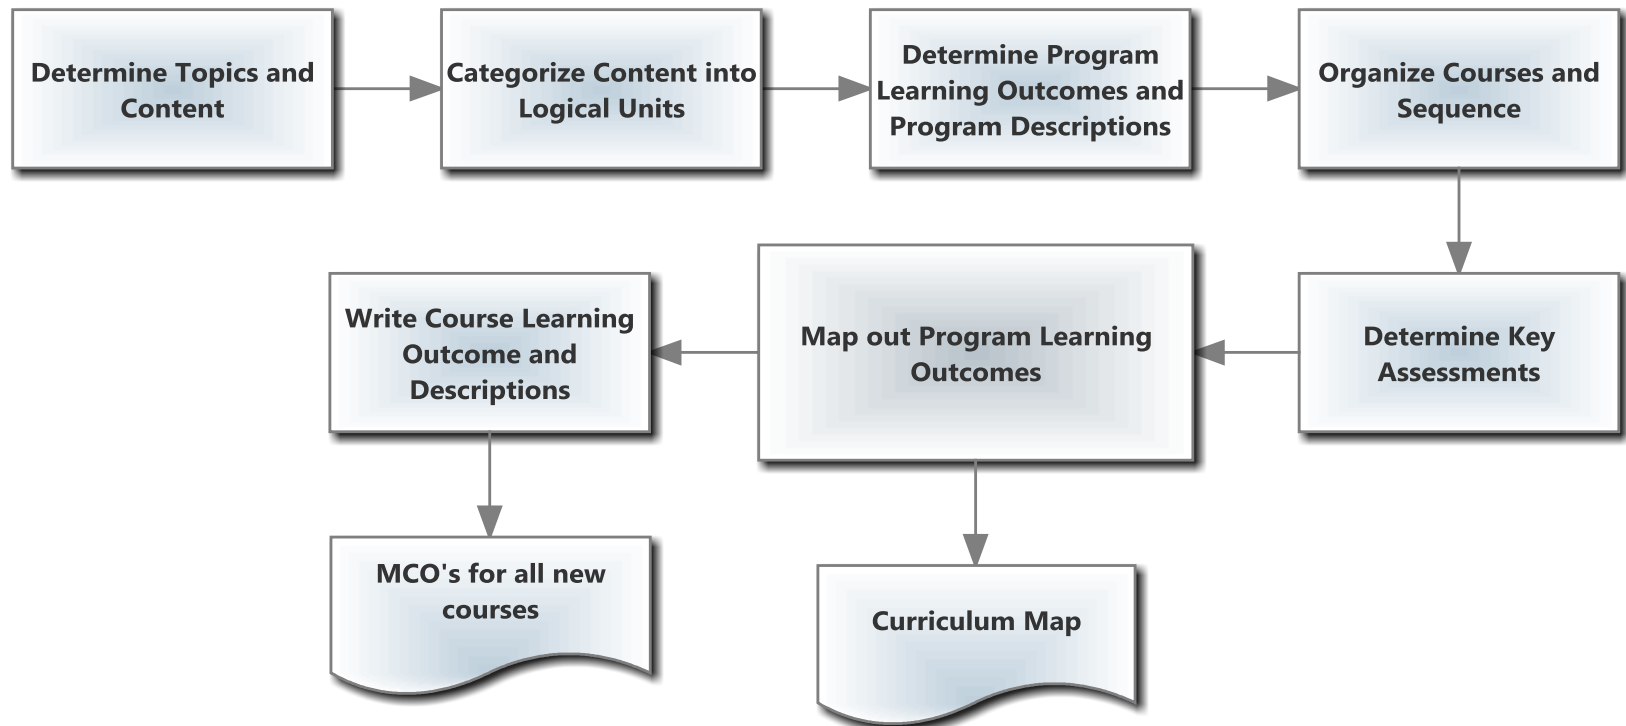 Determine Topics and
Content
Categorize Content into
Logical Units
Determine Program
Learning Outcomes and
Program Descriptions
Organize Courses and
Sequence
Determine Key
Assessments
Map out Program Learning
Outcomes
Write Course Learning
Outcome and
Descriptions
MCO's for all new
courses
Curriculum Map